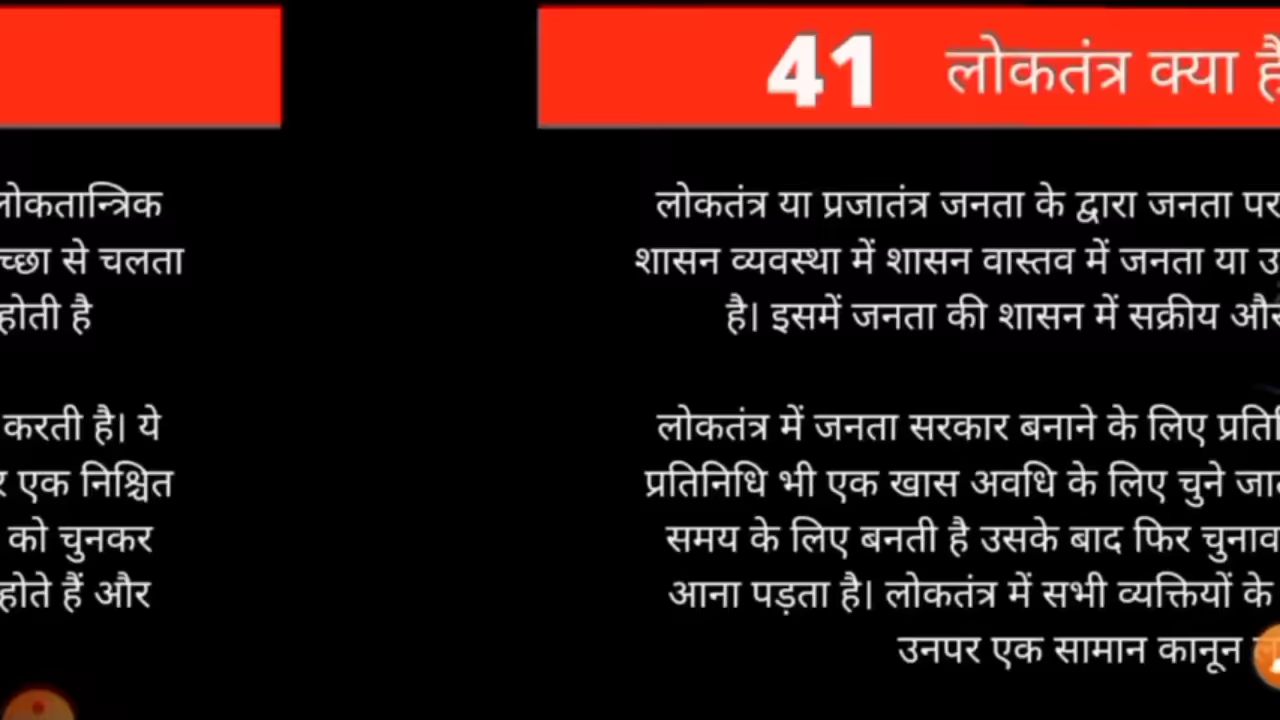 41 लोकतंत्र क्या
लोकतान्त्रिक
से चलता
होती है
करती है। ये
एक निश्चित
को चुनकर
होते हैं और
लोकतंत्र या प्रजातंत्र जनता के द्वारा जनता पर
शासन व्यवस्था में शासन वास्तव में जनता या
है। इसमें जनता की शासन में सक्रीय और
लोकतंत्र में जनता सरकार बनाने के लिए
प्रतिनिधि भी एक खास अवधि के लिए चुने
समय के लिए बनती है उसके बाद फिर चुनाव
आना पड़ता है। लोकतंत्र में सभी व्यक्तियों के
उनपर एक सामान कानून